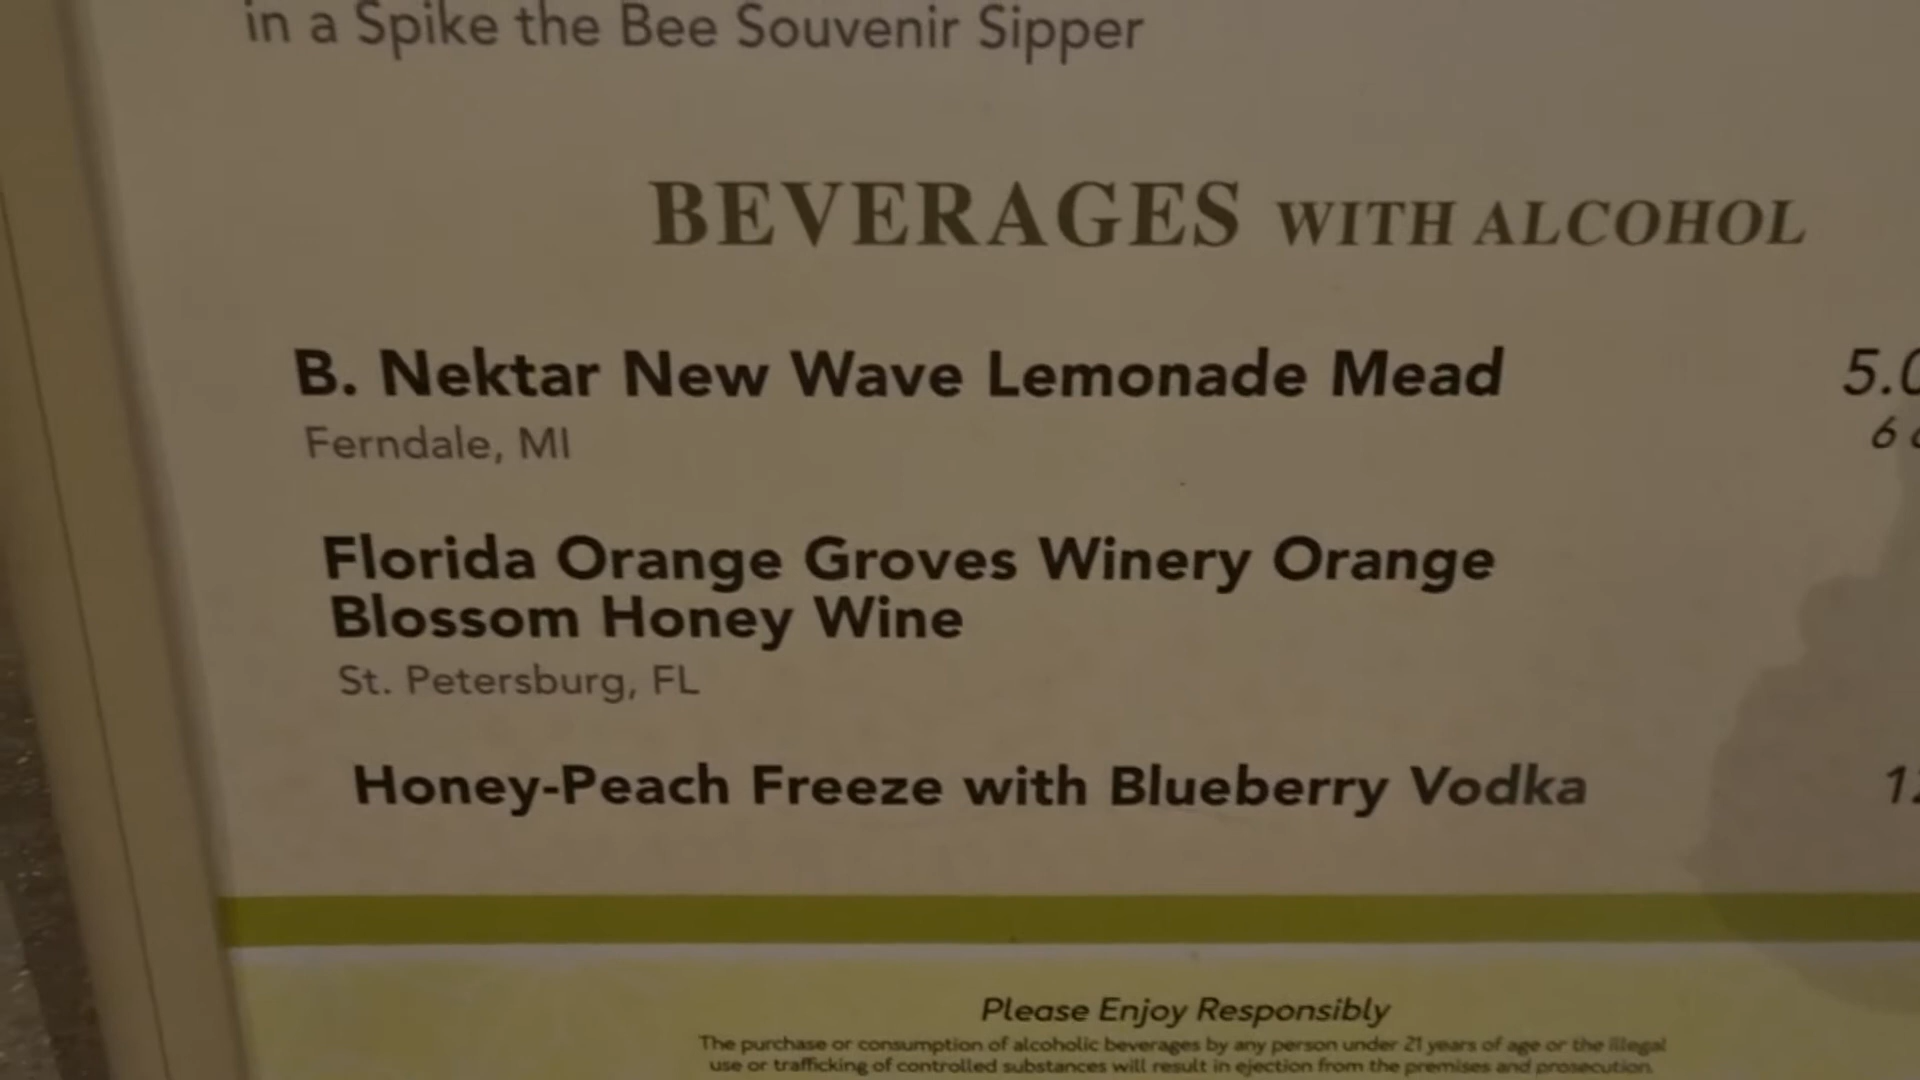 in a Spike the Bee Souvenir Sipper
BEVERAGES WITH ALCOHOL
B. Nektar New Wave Lemonade Mead 5.0
Ferndale, MI 6
Florida Orange Groves Winery Orange
Blossom Honey Wine
St. Petersburg, FL
Honey-Peach Freeze with Blueberry Vodka
Please Enjoy Responsibly
The purchase or consumption of alcoholic beverages by any person under 21 years of age or the illegal
use or trafficking of controlled substances will result in ejection from the premises and prosecution.